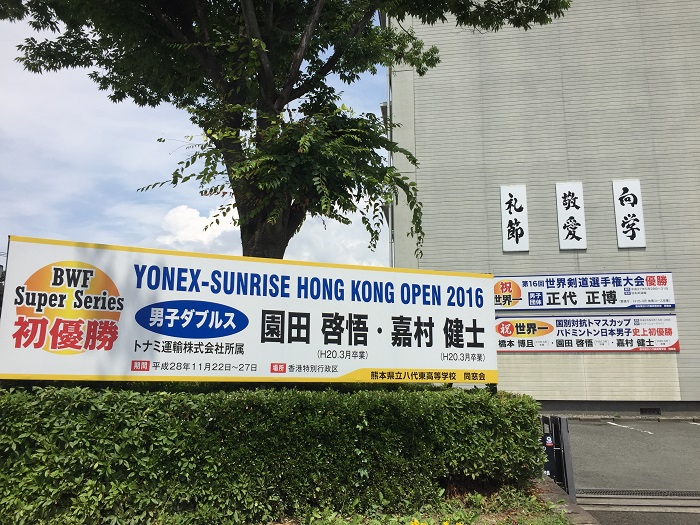 BWF
Super Series
初優勝
YONEX-SUNRISE HONG KONG OPEN 2016
男子ダブルス
園田 啓悟・嘉村 健士
トナミ運輸株式会社所属
(H20.3月卒業)
(H20.3月卒業)
期間 平成28年11月22日~27日
場所 香港特別行政区
熊本県立八代東高等学校 同窓会
礼節
敬愛
向学
祝
世界一
第16回 世界剣道選手権大会 優勝
男子
団体
正代 正博
祝
世界一
国別対抗トマスカップ
バドミントン日本男子史上初優勝
橋本 博且
・園田 啓悟
・嘉村 健士